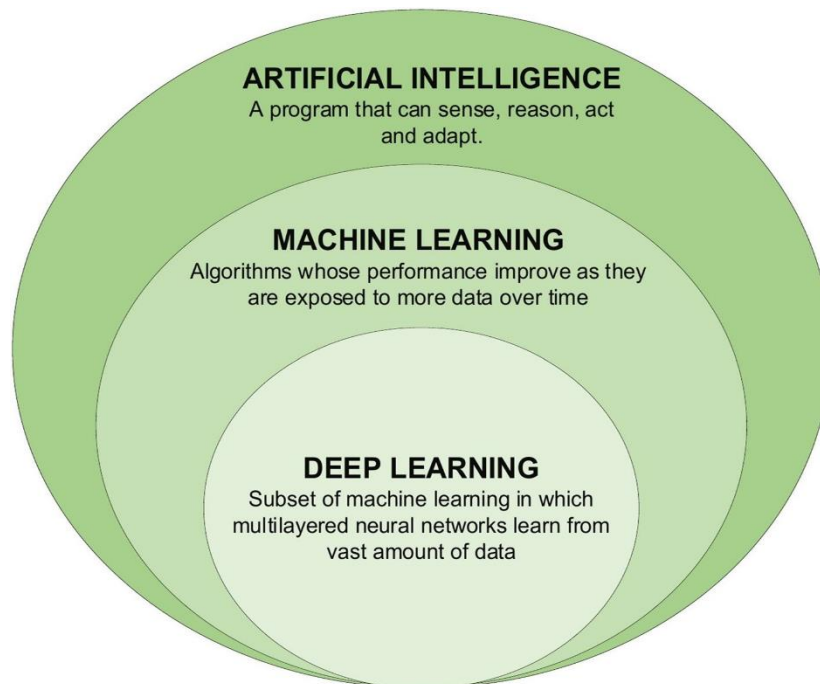 ARTIFICIAL INTELLIGENCE
A program that can sense, reason, act
and adapt.
MACHINE LEARNING
Algorithms whose performance improve as they
are exposed to more data over time
DEEP LEARNING
Subset of machine learning in which
multilayered neural networks learn from
vast amount of data